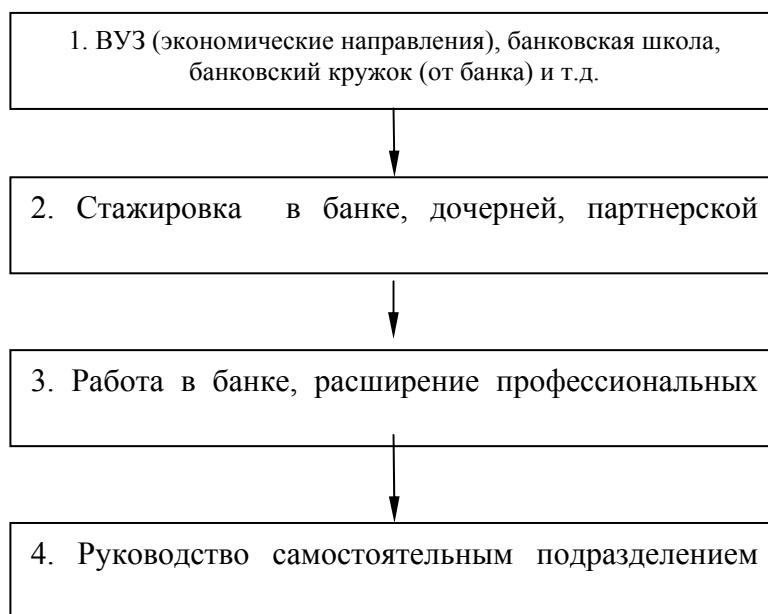 1. ВУЗ (экономические направления), банковская школа,
банковский кружок (от банка) и т.д.
2. Стажировка в банке, дочерней, партнерской
3. Работа в банке, расширение профессиональных
4. Руководство самостоятельным подразделением